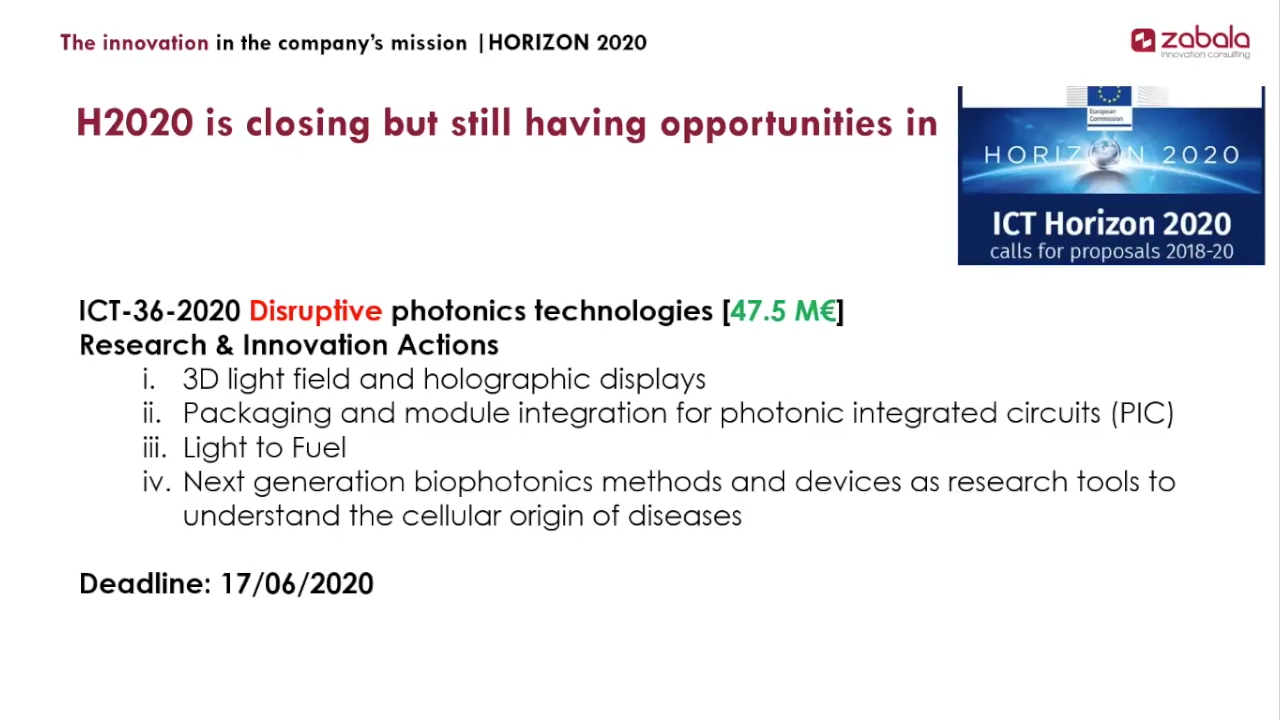 The innovation in the company's mission |HORIZON 2020
zabala
innovation consulting
H2020 is closing but still having opportunities in
European
Commission
HORIZON 2020
ICT Horizon 2020
calls for proposals 2018-20
ICT-36-2020 Disruptive photonics technologies [47.5 M€]
Research & Innovation Actions
i. 3D light field and holographic displays
ii. Packaging and module integration for photonic integrated circuits (PIC)
iii. Light to Fuel
iv. Next generation biophotonics methods and devices as research tools to
understand the cellular origin of diseases
Deadline: 17/06/2020